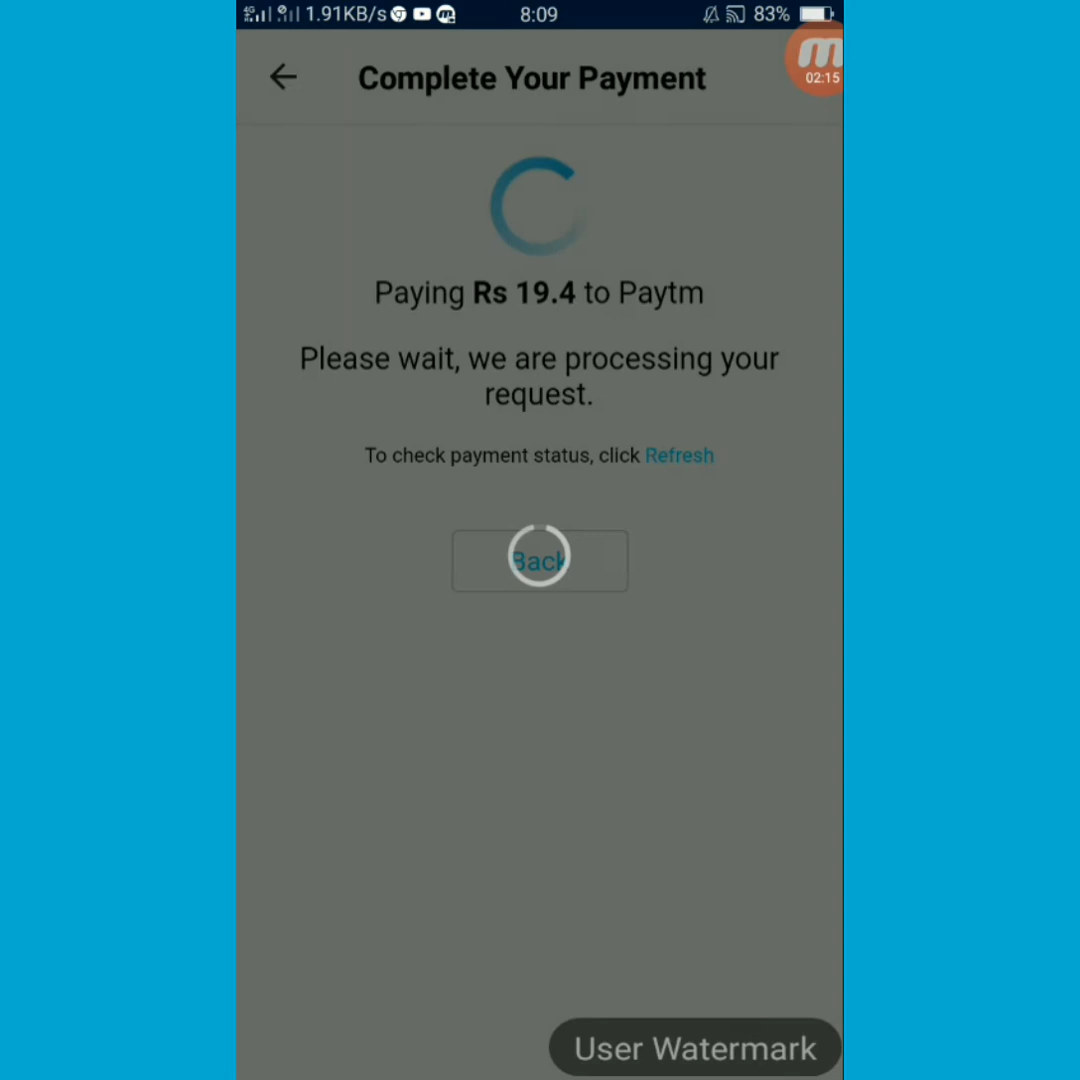 4G 1.91KB/s 8:09 83%
02:15
Complete Your Payment
Paying Rs 19.4 to Paytm
Please wait, we are processing your
request.
To check payment status, click Refresh
Back
User Watermark